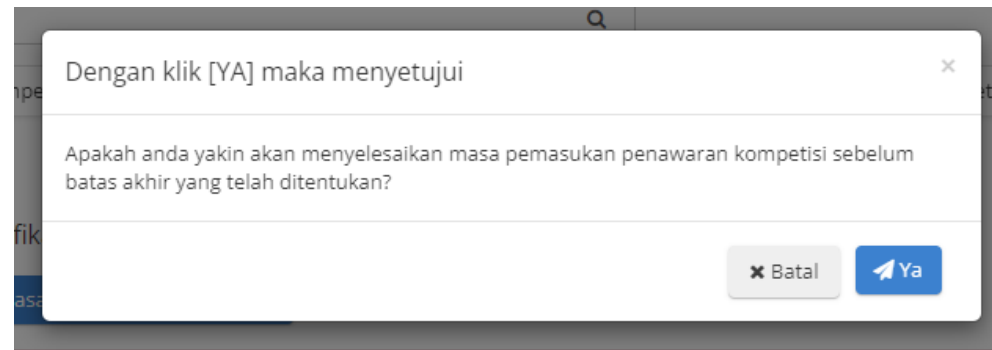 Dengan klik [YA] maka menyetujui
×
Apakah anda yakin akan menyelesaikan masa pemasukan penawaran kompetisi sebelum
batas akhir yang telah ditentukan?
Batal
Ya